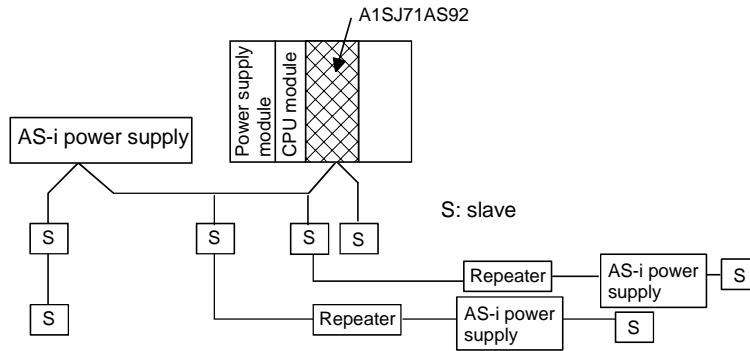 A1SJ71AS92
Power supply
module
CPU module
AS-i power supply
S: slave
S
S
S
S
Repeater
AS-i power
supply
S
S
Repeater
AS-i power
supply
S